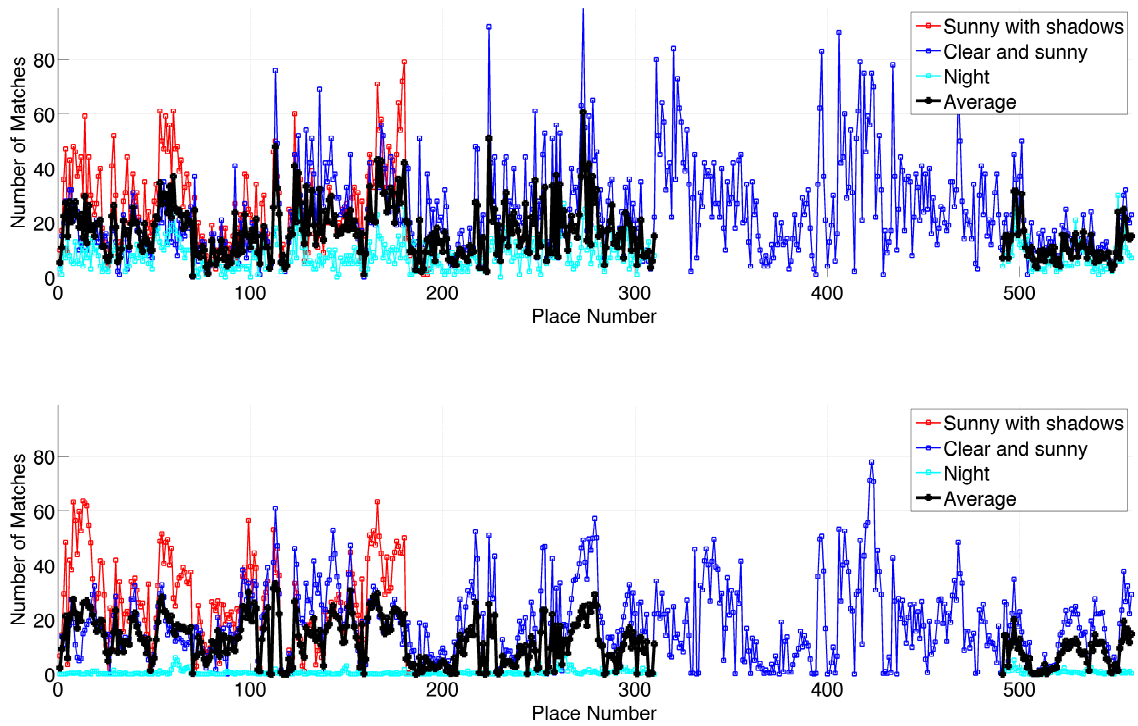 Number of Matches
80
60
40
20
0
0 100 200 300 400 500
Place Number
Sunny with shadows
Clear and sunny
Night
Average
Number of Matches
80
60
40
20
0
0 100 200 300 400 500
Place Number
Sunny with shadows
Clear and sunny
Night
Average